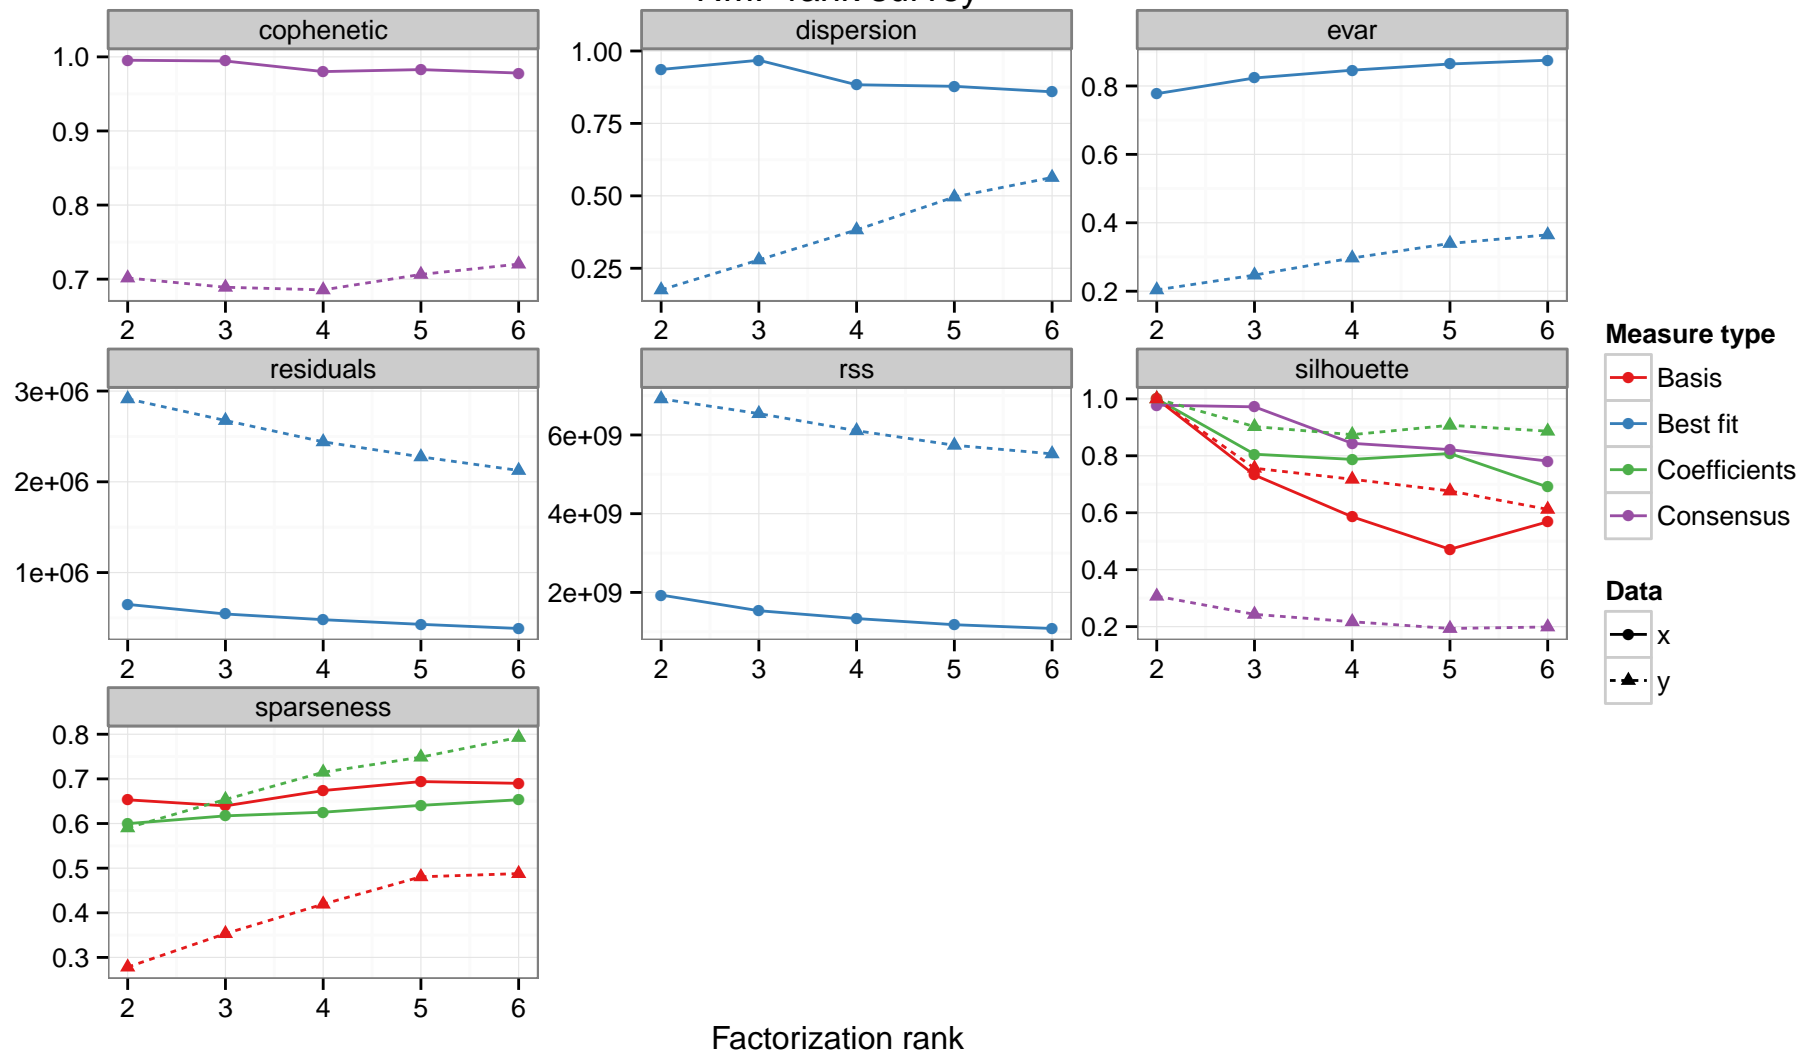 rank survey
cophenetic
dispersion
evar
1.0
0.9
0.8
0.7
2 3 4 5 6
1.00
0.75
0.50
0.25
2 3 4 5 6
0.8
0.6
0.4
0.2
2 3 4 5 6
residuals
rss
silhouette
3e+06
2e+06
1e+06
2 3 4 5 6
6e+09
4e+09
2e+09
2 3 4 5 6
1.0
0.8
0.6
0.4
0.2
2 3 4 5 6
sparseness
0.8
0.7
0.6
0.5
0.4
0.3
2 3 4 5 6
Factorization rank
Measure type
Basis
Best fit
Coefficients
Consensus
Data
x
y